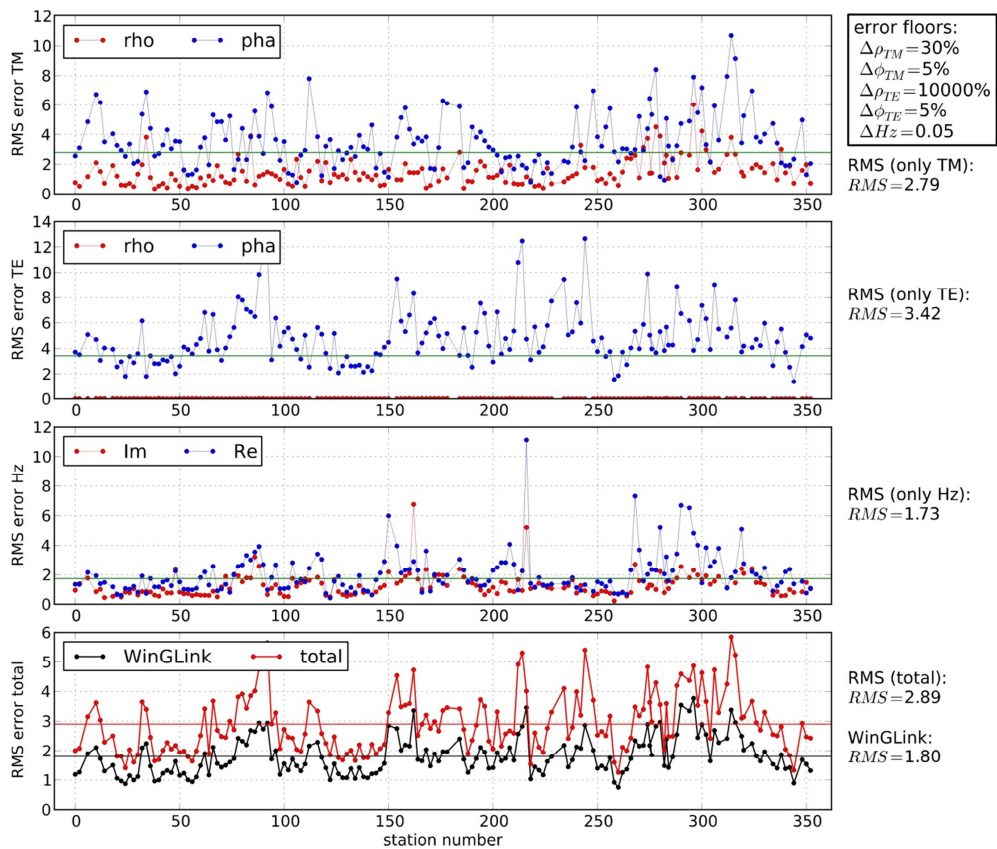 12
10
8
6
4
2
0
RMS error TM
rho pha
0 50 100 150 200 250 300 350
error floors:
Δρ_TM=30%
Δϕ_TM=5%
Δρ_TE=10000%
Δϕ_TE=5%
ΔHz=0.05
RMS (only TM):
RMS=2.79
14
12
10
8
6
4
2
0
RMS error TE
rho pha
0 50 100 150 200 250 300 350
RMS (only TE):
RMS=3.42
12
10
8
6
4
2
0
RMS error Hz
Im Re
0 50 100 150 200 250 300 350
RMS (only Hz):
RMS=1.73
6
5
4
3
2
1
0
RMS error total
WinGLink total
0 50 100 150 200 250 300 350
station number
RMS (total):
RMS=2.89
WinGLink:
RMS=1.80